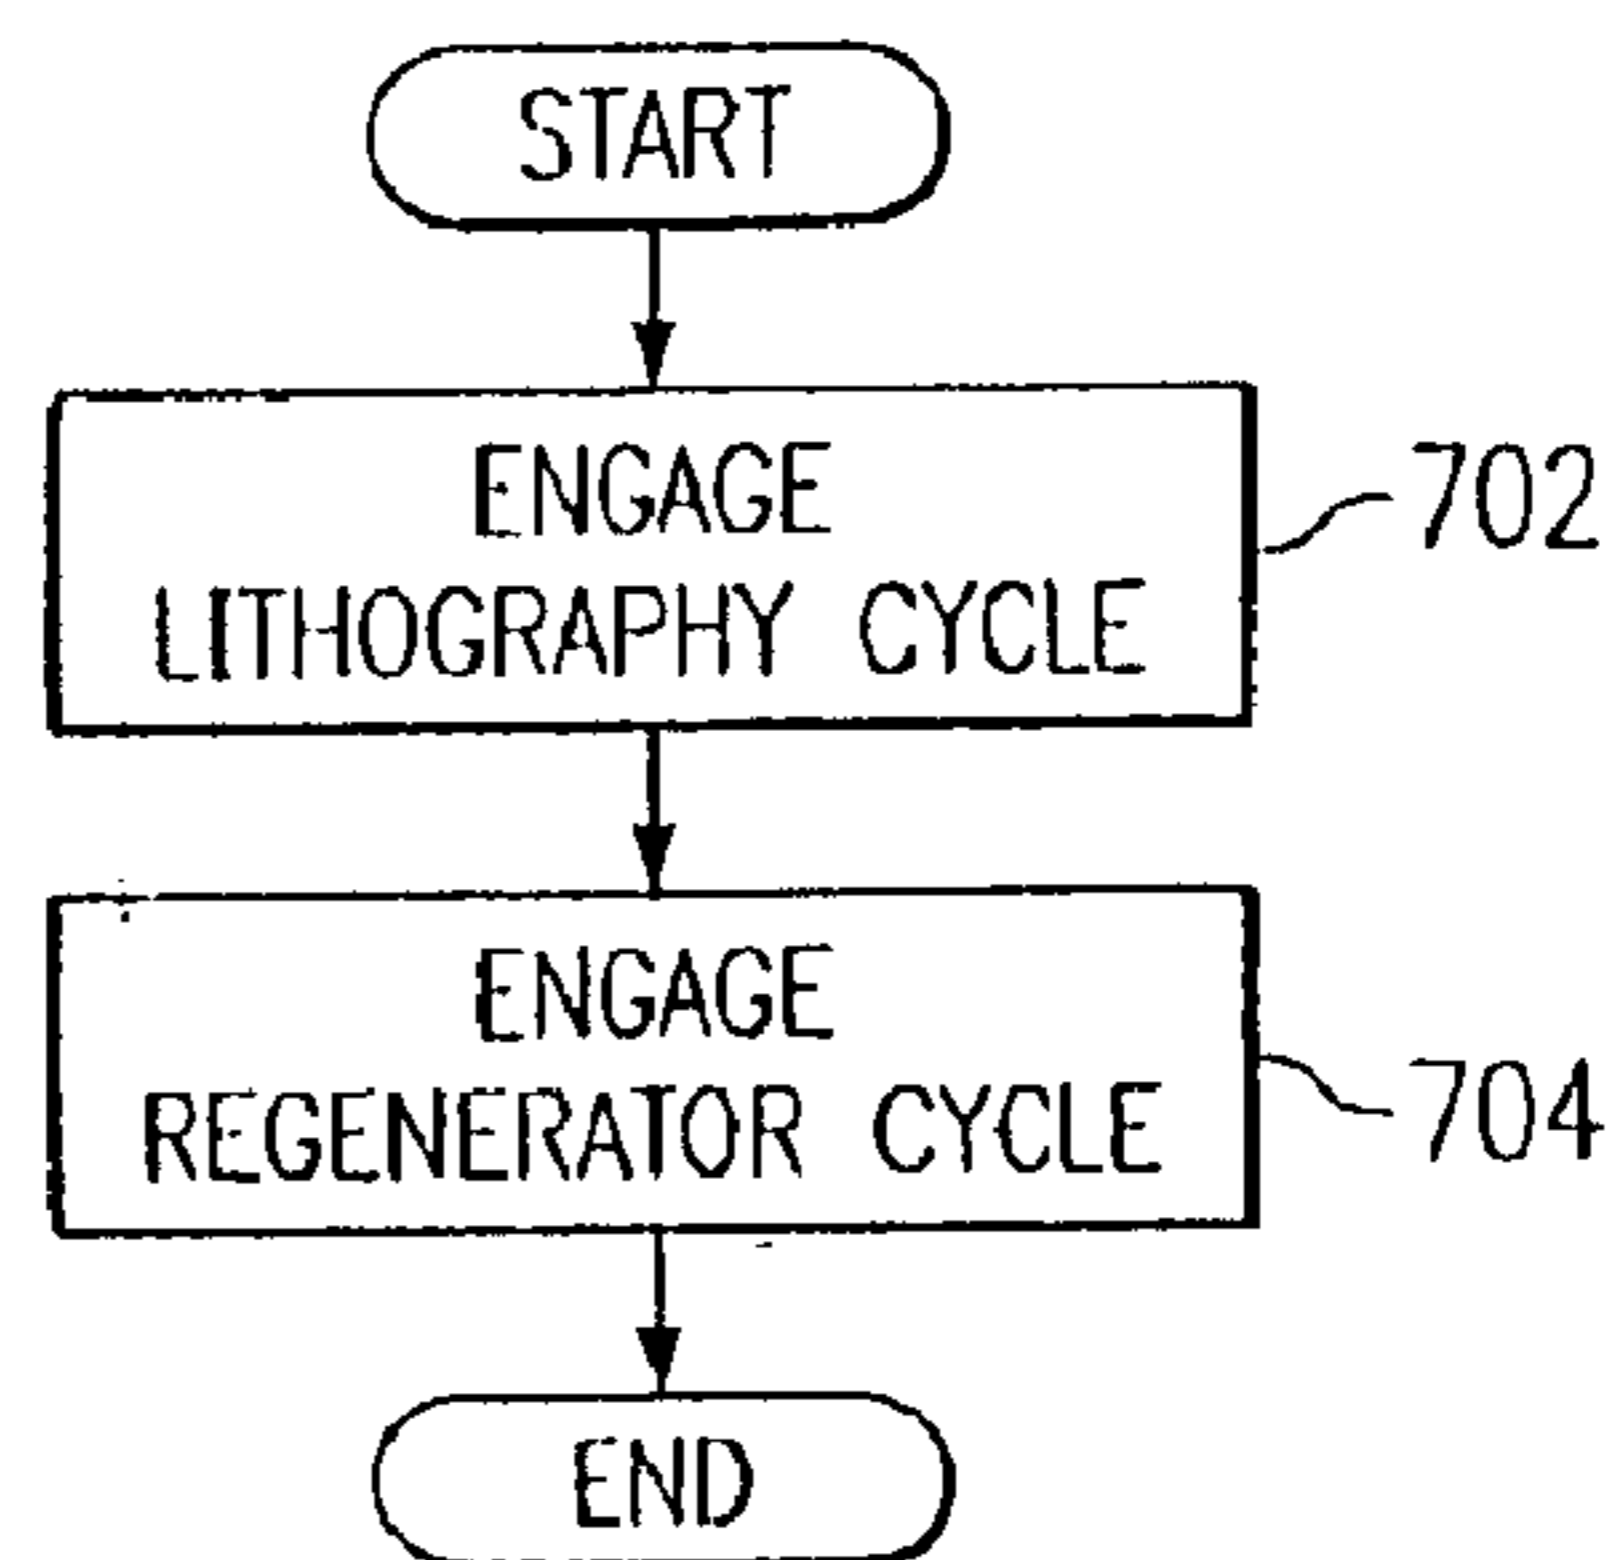 START
ENGAGE
LITHOGRAPHY CYCLE
702
ENGAGE
REGENERATOR CYCLE
704
END